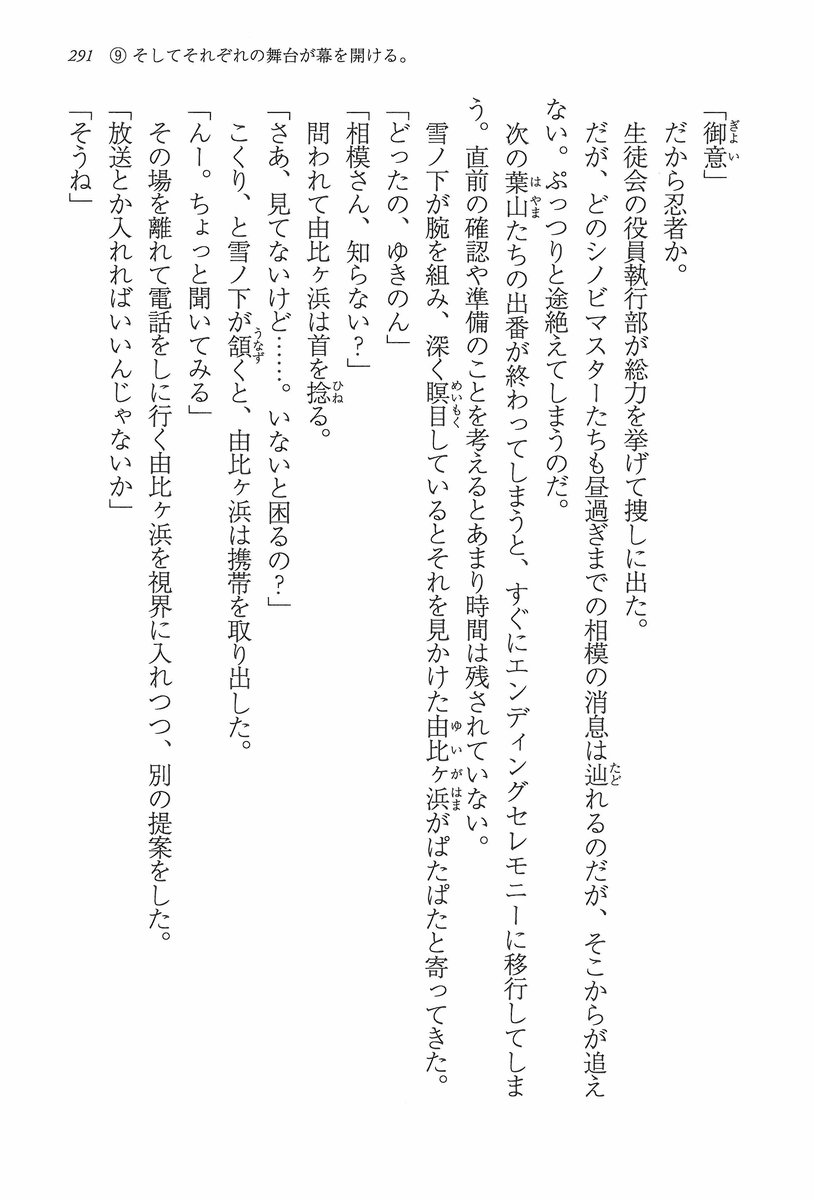 291 ⑨ そしてそれぞれの舞台が幕を開ける。
「御意」
だから忍者か。
生徒会の役員執行部が総力を挙げて捜しに出た。
だが、どのシノビマスターたちも昼過ぎまでの相模の消息は辿れるのだが、そこからが追え
ない。ぷっつりと途絶えてしまうのだ。
次の葉山たちの出番が終わってしまうと、すぐにエンディングセレモニーに移行してしま
う。直前の確認や準備のことを考えるとあまり時間は残されていない。
雪ノ下が腕を組み、深く瞑目しているとそれを見かけた由比ヶ浜がぱたぱたと寄ってきた。
「どったの、ゆきのん」
「相模さん、知らない?」
問われて由比ヶ浜は首を捻る。
「さあ、見てないけど……。いないと困るの?」
こくり、と雪ノ下が頷くと、由比ヶ浜は携帯を取り出した。
「んー。ちょっと聞いてみる」
その場を離れて電話をしに行く由比ヶ浜を視界に入れつつ、別の提案をした。
「放送とか入れればいいんじゃないか」
「そうね」